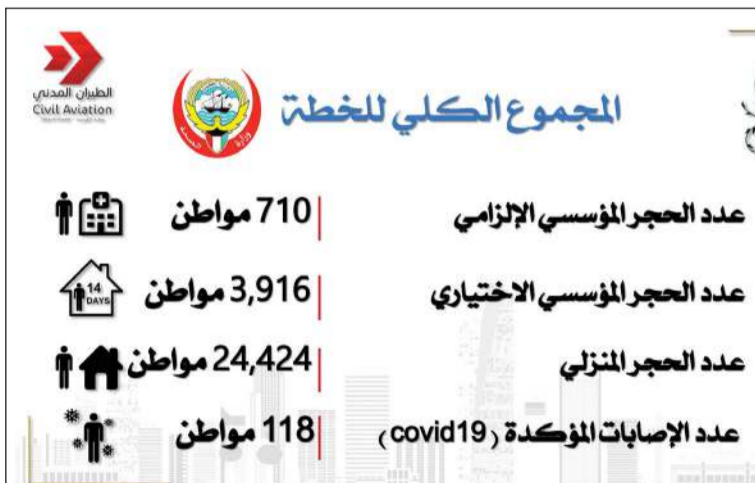 الطيران المدني
Civil Aviation
المجموع الكلي للخطة
عدد الحجر المؤسسي الإلزامي 710 مواطن
عدد الحجر المؤسسي الاختياري 3,916 مواطن
14
DAYS
عدد الحجر المنزلي 24,424 مواطن
عدد الإصابات المؤكدة (covid19) 118 مواطن